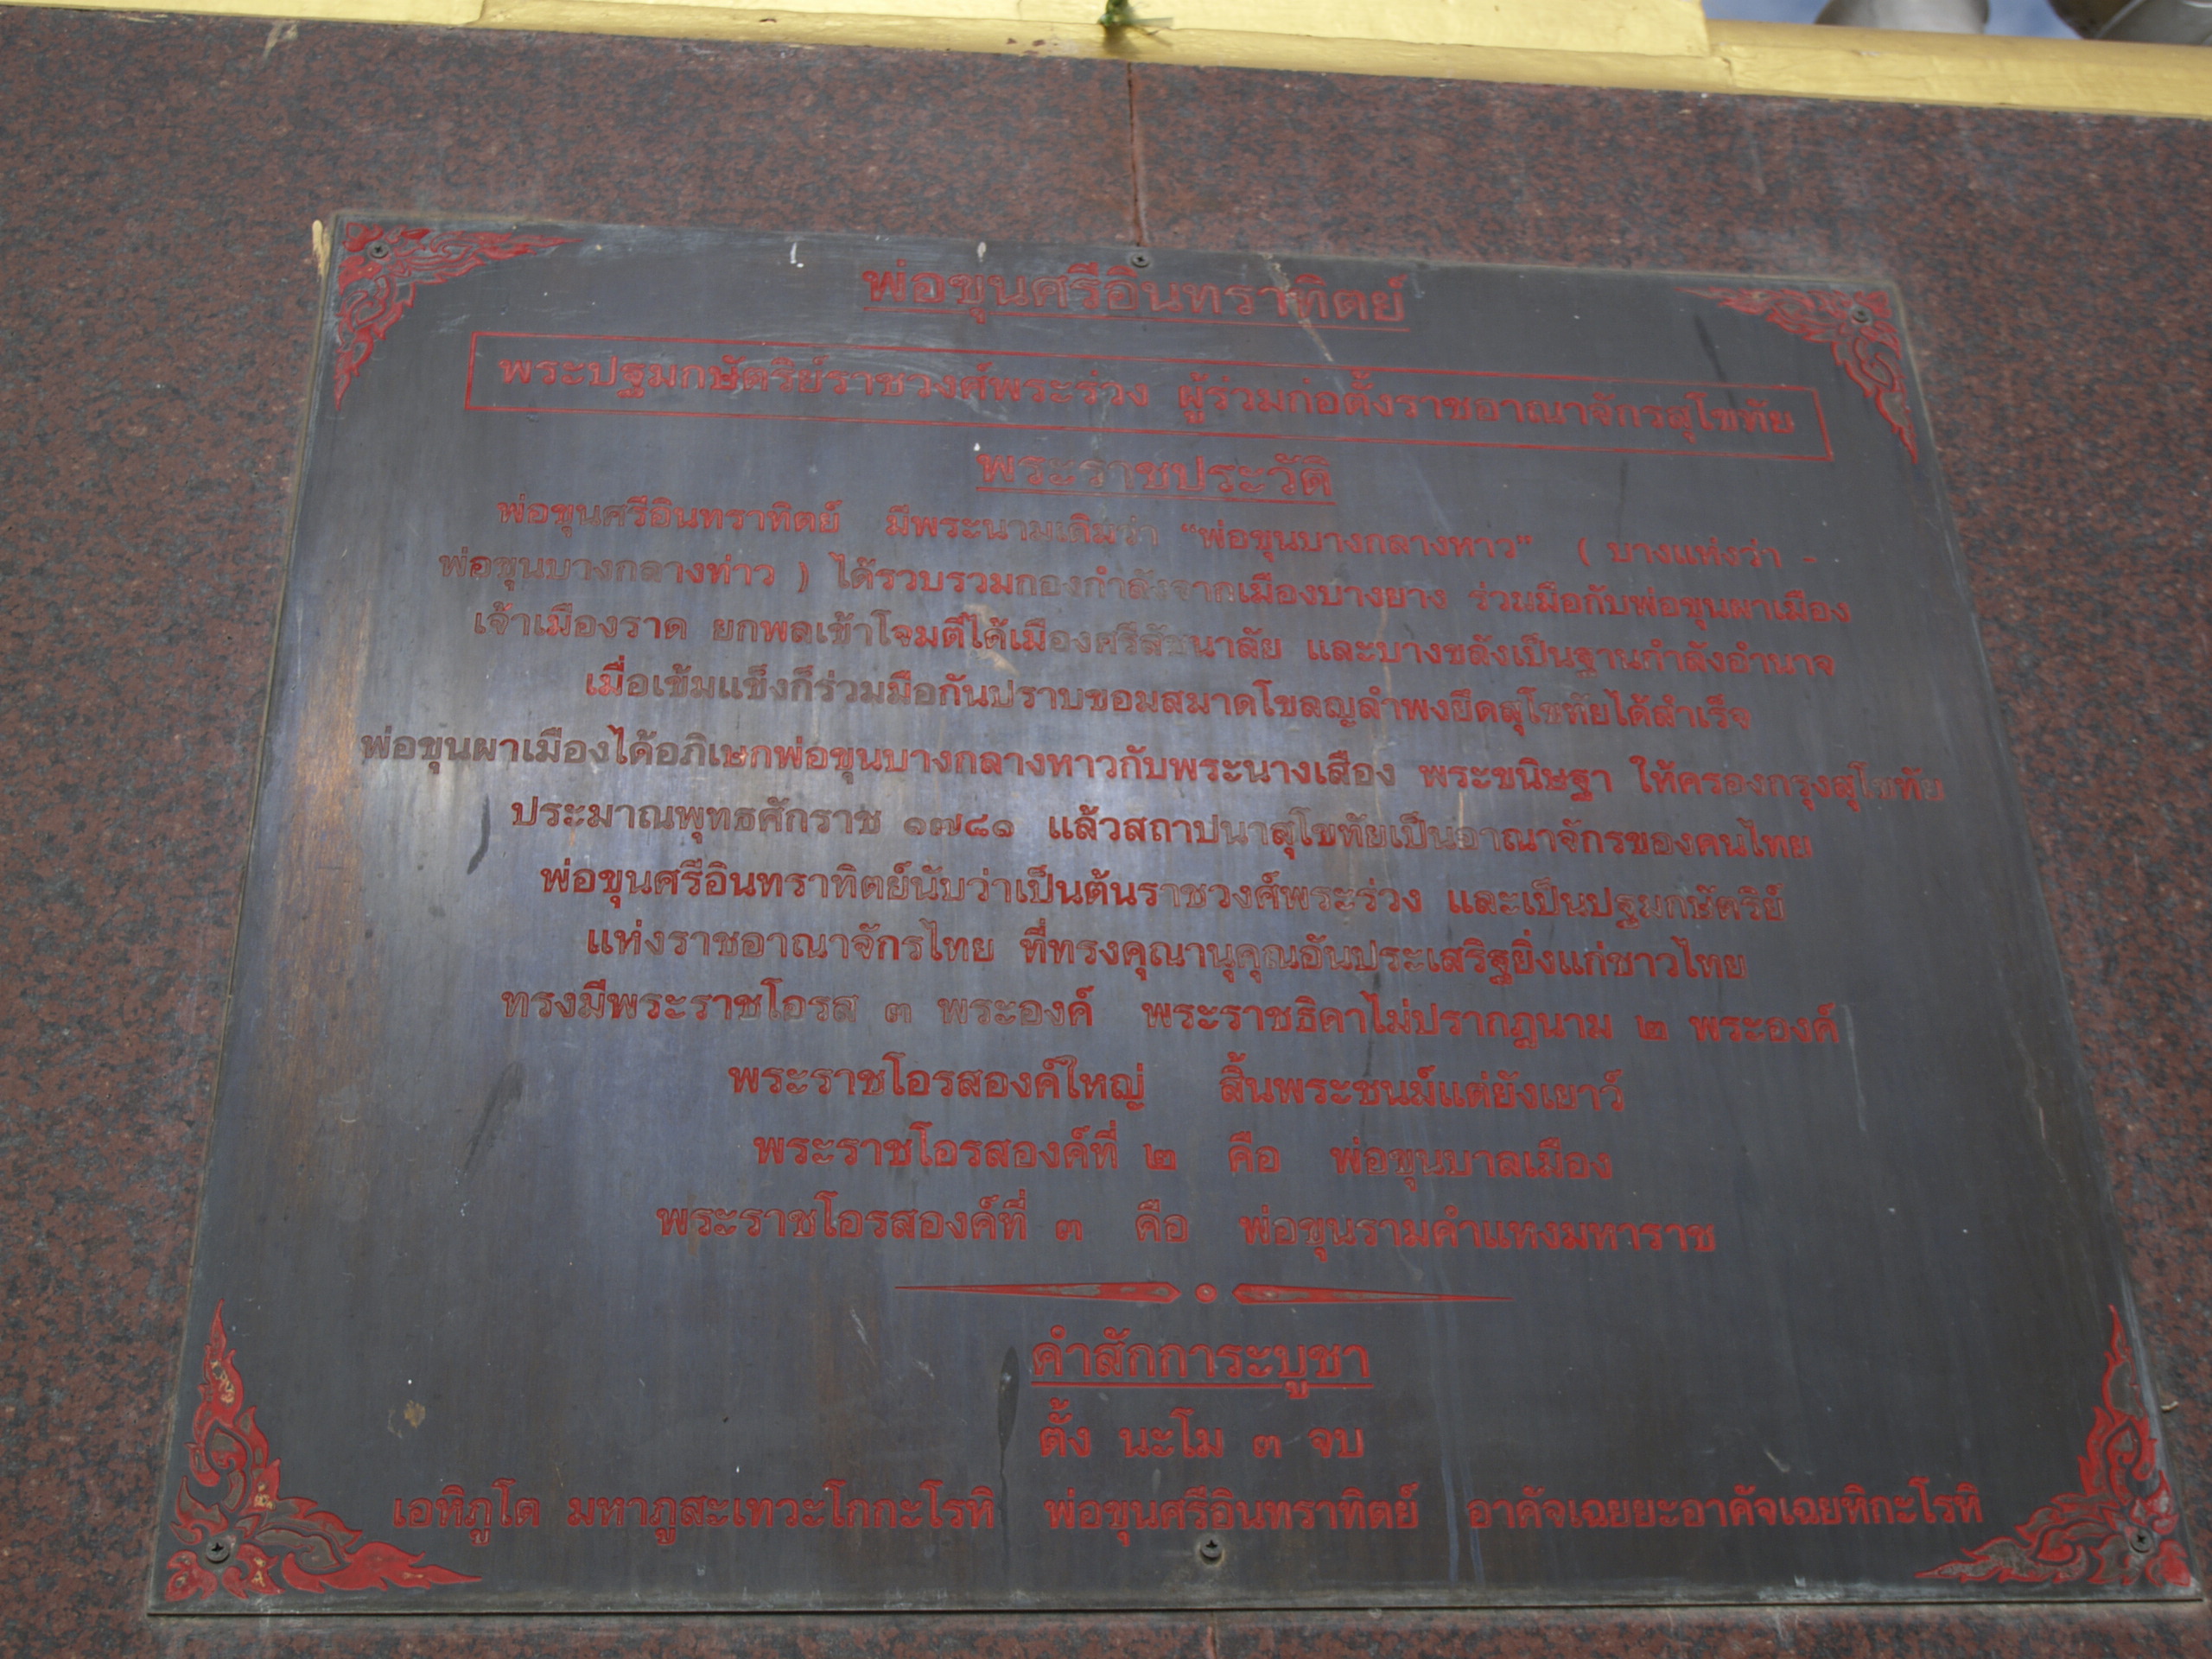 พ่อขุนศรีอินทราทิตย์
พระปฐมกษัตริย์ราชวงศ์พระร่วง ผู้ร่วมก่อตั้งราชอาณาจักรสุโขทัย
พระราชประวัติ
พ่อขุนศรีอินทราทิตย์ มีพระนามเดิมว่า "พ่อขุนบางกลางหาว" ( บางแห่งว่า -
พ่อขุนบางกลางท่าว ) ได้รวบรวมกองกำลังจากเมืองบางยาง ร่วมมือกับพ่อขุนผาเมือง
เจ้าเมืองราด ยกพลเข้าโจมตีได้เมืองศรีสัชนาลัย และบางขลังเป็นฐานกำลังอำนาจ
เมื่อเข้มแข็งก็ร่วมมือกันปราบขอมสมาดโขลญลำพงยึดสุโขทัยได้สำเร็จ
พ่อขุนผาเมืองได้อภิเษกพ่อขุนบางกลางหาวกับพระนางเสือง พระขนิษฐา ให้ครองกรุงสุโขทัย
ประมาณพุทธศักราช ๑๗๘๑ แล้วสถาปนาสุโขทัยเป็นอาณาจักรของคนไทย
พ่อขุนศรีอินทราทิตย์นับว่าเป็นต้นราชวงศ์พระร่วง และเป็นปฐมกษัตริย์
แห่งราชอาณาจักรไทย ที่ทรงคุณานุคุณอันประเสริฐยิ่งแก่ชาวไทย
ทรงมีพระราชโอรส ๓ พระองค์ พระราชธิดาไม่ปรากฎนาม ๒ พระองค์
พระราชโอรสองค์ใหญ่ สิ้นพระชนม์แต่ยังเยาว์
พระราชโอรสองค์ที่ ๒ คือ พ่อขุนบาลเมือง
พระราชโอรสองค์ที่ ๓ คือ พ่อขุนรามคำแหงมหาราช
คำสักการะบูชา
ตั้ง นะโม ๓ จบ
เอหิภูโต มหาภูสะเทวะโกกะโรหิ พ่อขุนศรีอินทราทิตย์ อาคัจเฉยยะอาคัจเฉยหิกะโรหิ